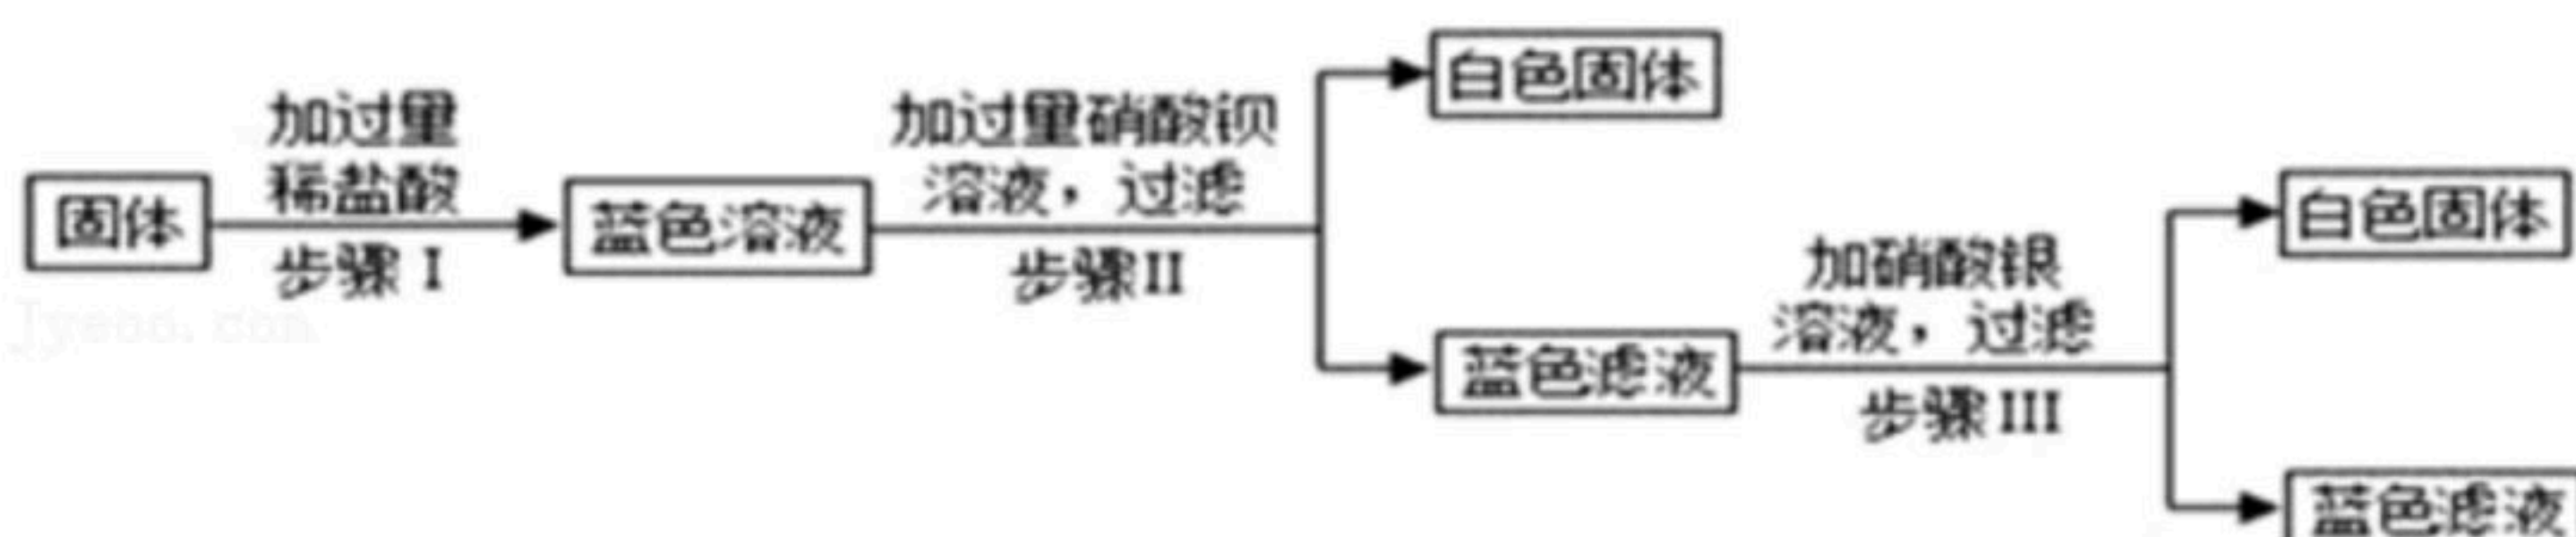 固体
加过量
稀盐酸
步骤 I
蓝色溶液
加过量硝酸钡
溶液，过滤
步骤II
白色固体
蓝色滤液
加硝酸银
溶液，过滤
步骤III
白色固体
蓝色滤液
Jyeoo.com